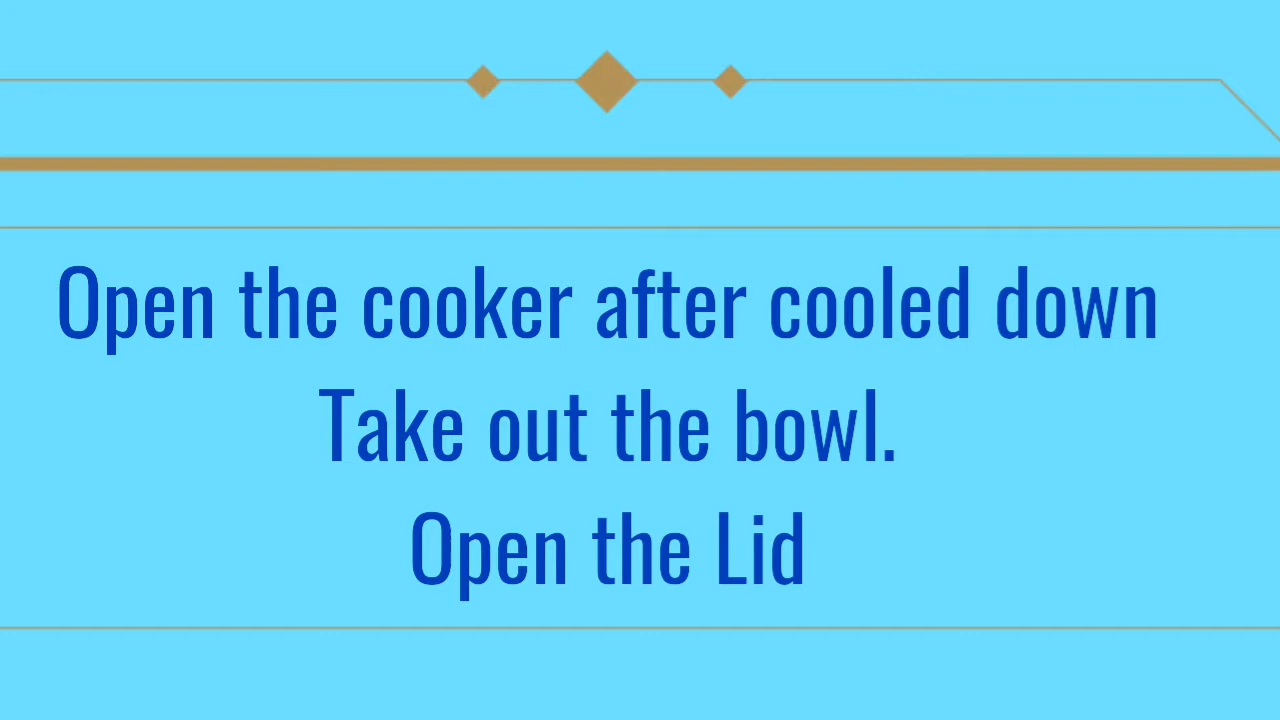 Open the cooker after cooled down
Take out the bowl.
Open the Lid